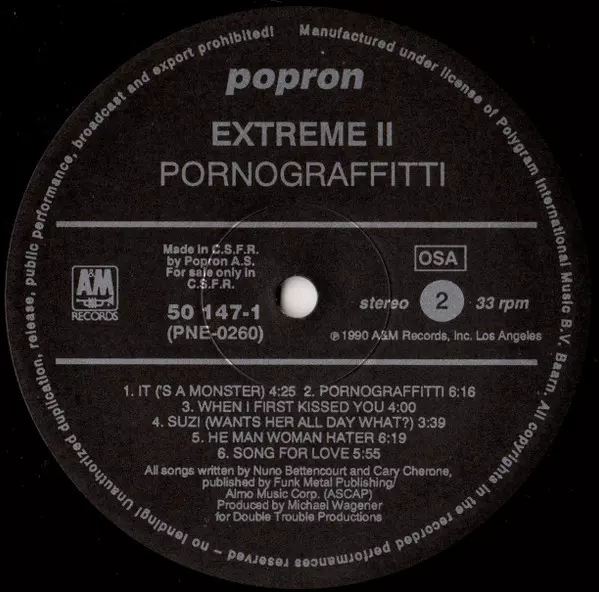 popron
EXTREME II
PORNOGRAFFITTI
Made in C.S.F.R.
by Popron A.S.
For sale only in
C.S.F.R.
OSA
A&M
RECORDS
50 147-1
(PNE-0260)
stereo 2 33 rpm
℗ 1990 A&M Records, Inc. Los Angeles
1. IT ('S A MONSTER) 4:25 2. PORNOGRAFFITI 6:16
3. WHEN I FIRST KISSED YOU 4:00
4. SUZI (WANTS HER ALL DAY WHAT?) 3:39
5. HE MAN WOMAN HATER 6:19
6. SONG FOR LOVE 5:55
All songs written by Nuno Bettencourt and Cary Cherone,
published by Funk Metal Publishing/
Almo Music Corp. (ASCAP)
Produced by Michael Wagener
for Double Trouble Productions
Manufactured under license of Polygram International Music B.V. Baarn. All copyrights in the recorded performances reserved – no lending! Unauthorized duplication, release, public performance, broadcast and export prohibited!